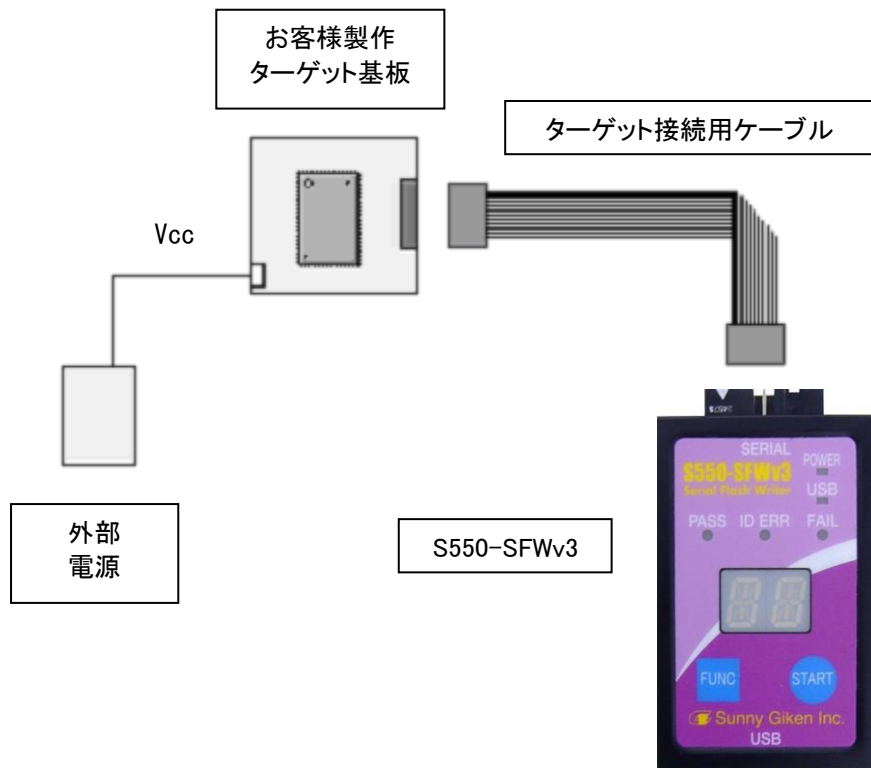 お客様製作
ターゲット基板
ターゲット接続用ケーブル
Vcc
外部
電源
S550-SFWv3
SERIAL
S550-SFWv3
POWER
Serial Flash Writer
USB
PASS ID ERR FAIL
88
FUNC
START
Sunny Giken Inc.
USB